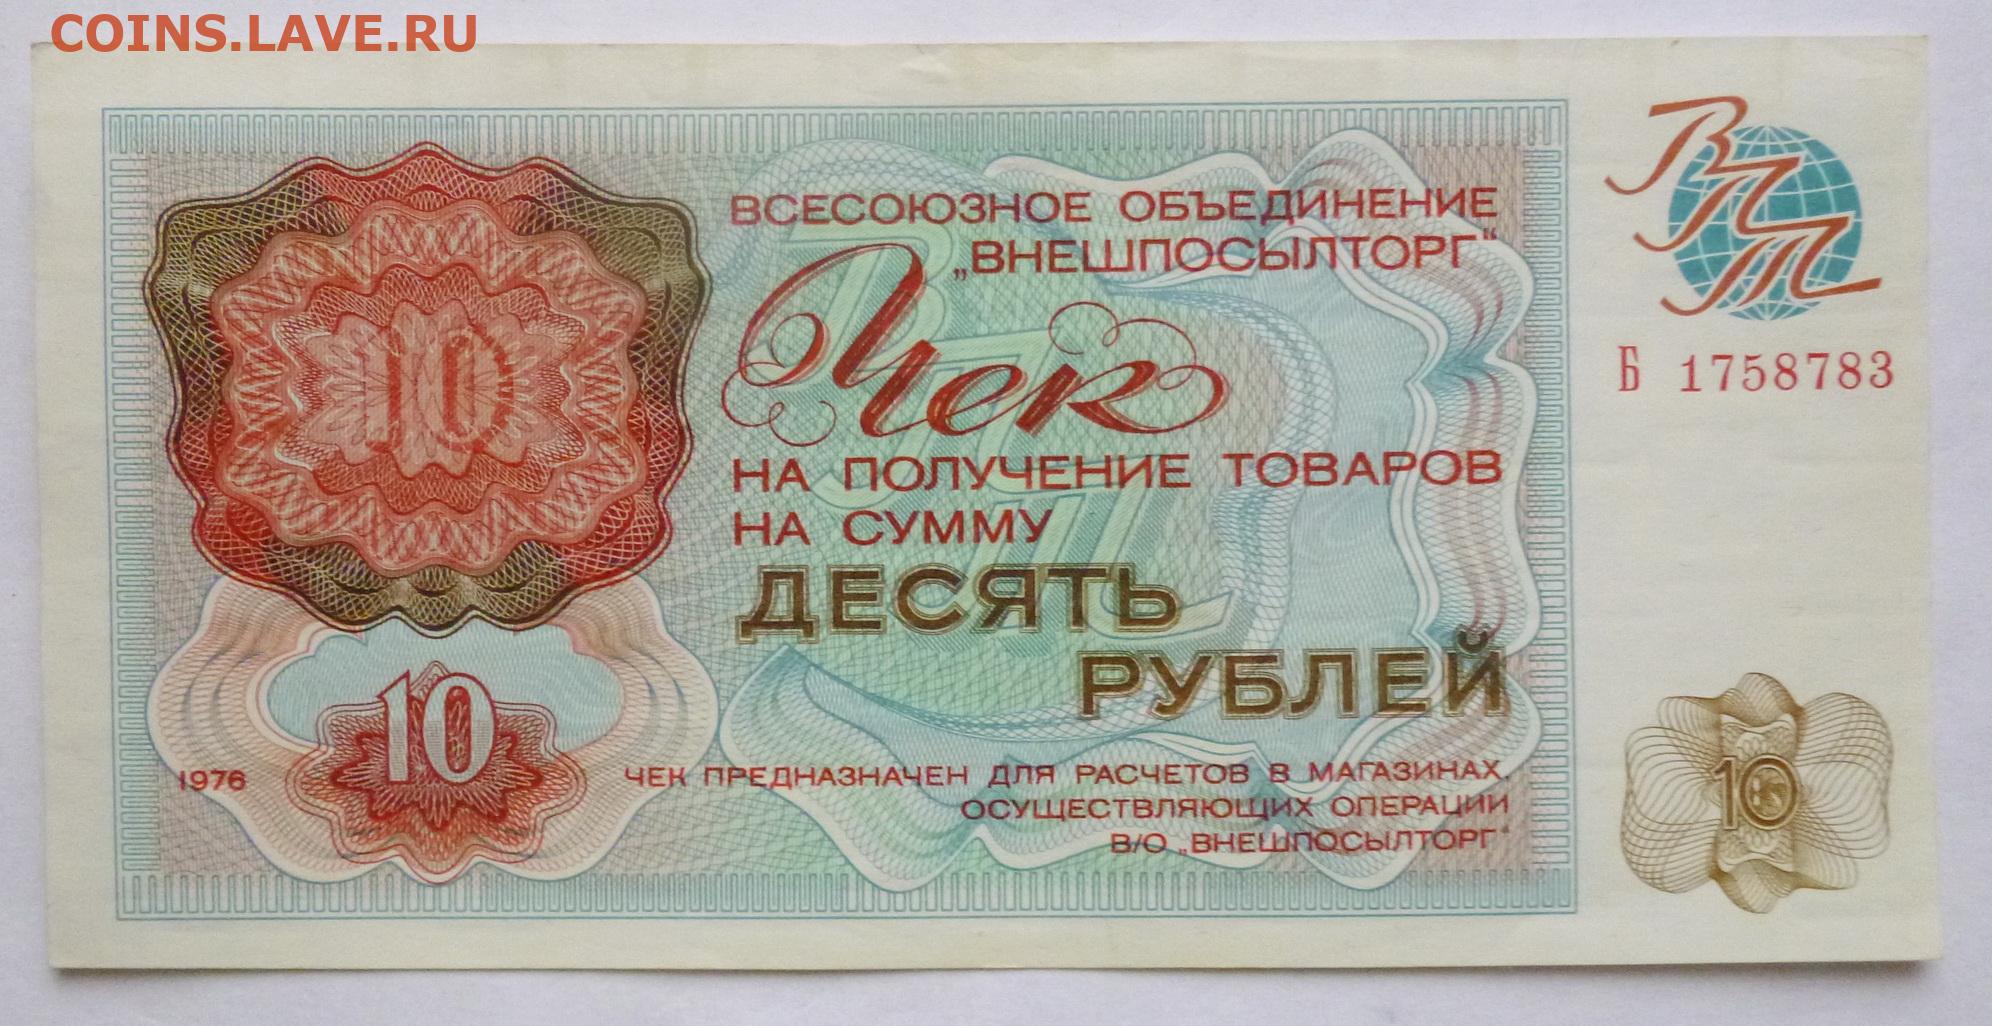 COINS.LAVE.RU
ВПТ
ВСЕСОЮЗНОЕ ОБЪЕДИНЕНИЕ
„ВНЕШПОСЫЛТОРГ"
10
Чек
ВПТ
Б 1758783
НА ПОЛУЧЕНИЕ ТОВАРОВ
НА СУММУ
ДЕСЯТЬ
РУБЛЕЙ
10
10
1976
ЧЕК ПРЕДНАЗНАЧЕН ДЛЯ РАСЧЕТОВ В МАГАЗИНАХ,
ОСУЩЕСТВЛЯЮЩИХ ОПЕРАЦИИ
В/О „ВНЕШПОСЫЛТОРГ"